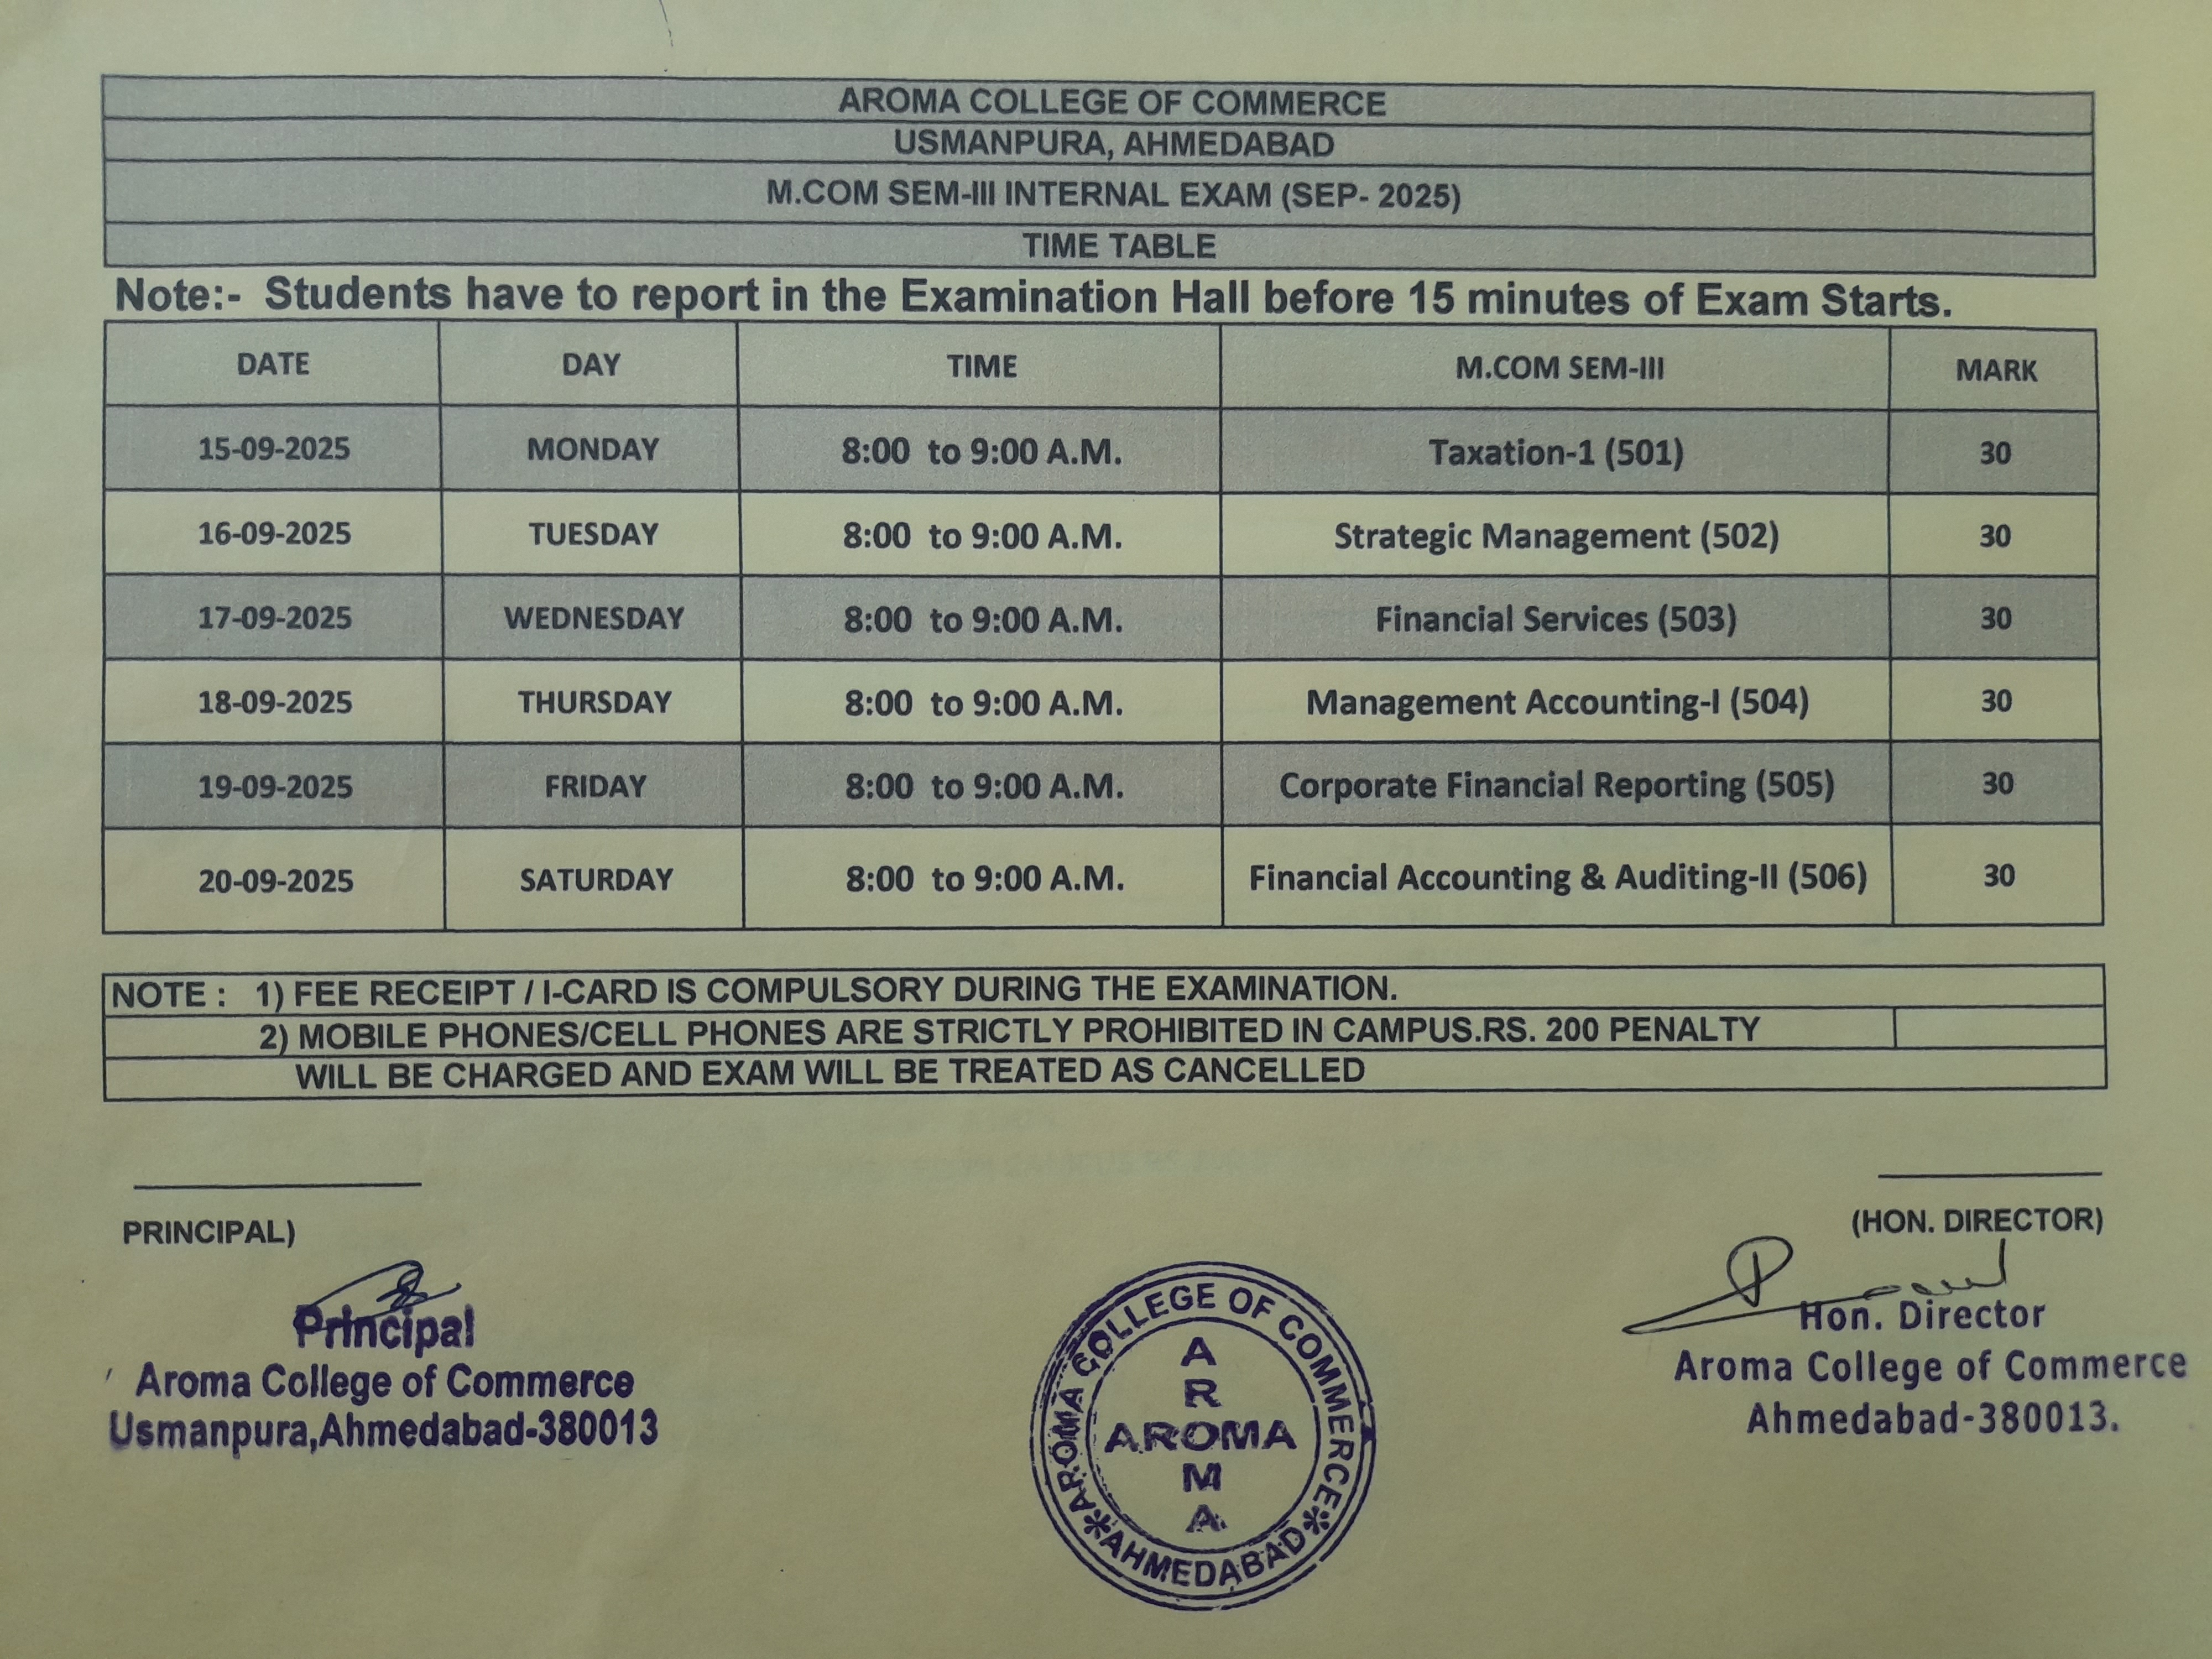 AROMA COLLEGE OF COMMERCE
USMANPURA, AHMEDABAD
M.COM SEM-III INTERNAL EXAM (SEP- 2025)
TIME TABLE
Note:- Students have to report in the Examination Hall before 15 minutes of Exam Starts.
DATE DAY TIME M.COM SEM-III MARK
15-09-2025 MONDAY 8:00 to 9:00 A.M. Taxation-1 (501) 30
16-09-2025 TUESDAY 8:00 to 9:00 A.M. Strategic Management (502) 30
17-09-2025 WEDNESDAY 8:00 to 9:00 A.M. Financial Services (503) 30
18-09-2025 THURSDAY 8:00 to 9:00 A.M. Management Accounting-I (504) 30
19-09-2025 FRIDAY 8:00 to 9:00 A.M. Corporate Financial Reporting (505) 30
20-09-2025 SATURDAY 8:00 to 9:00 A.M. Financial Accounting & Auditing-II (506) 30
NOTE : 1) FEE RECEIPT / I-CARD IS COMPULSORY DURING THE EXAMINATION.
2) MOBILE PHONES/CELL PHONES ARE STRICTLY PROHIBITED IN CAMPUS.RS. 200 PENALTY
WILL BE CHARGED AND EXAM WILL BE TREATED AS CANCELLED
PRINCIPAL)
(HON. DIRECTOR)
Principal
Aroma College of Commerce
Usmanpura,Ahmedabad-380013
AROMA COLLEGE OF COMMERCE
AROMA
AROMA
AHMEDABAD
Hon. Director
Aroma College of Commerce
Ahmedabad-380013.